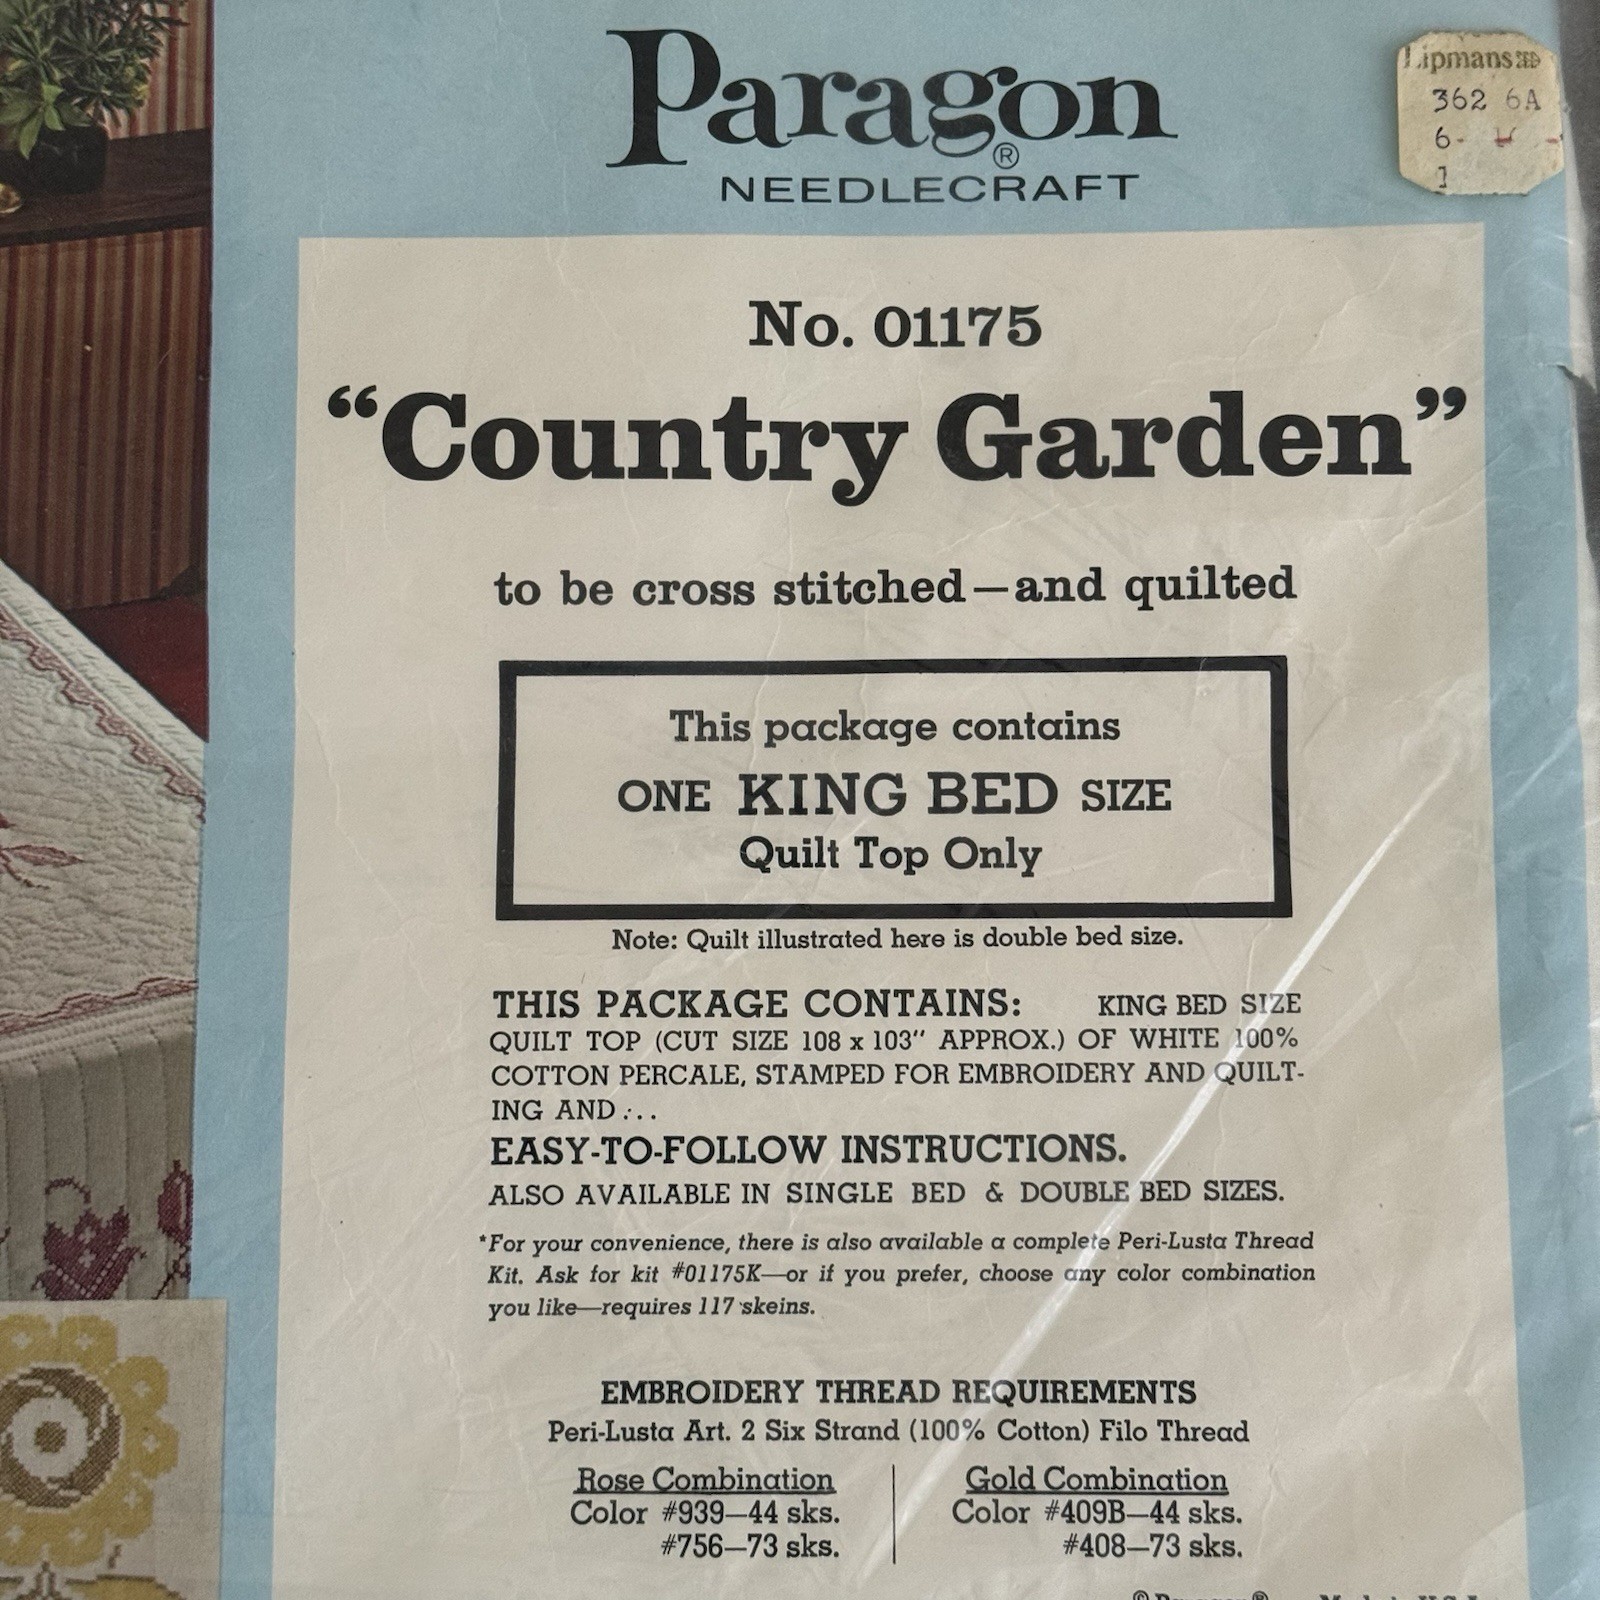 Paragon®
NEEDLECRAFT
Lipmans
362 6A
6-
1
No. 01175
“Country Garden”
to be cross stitched—and quilted
This package contains
ONE KING BED SIZE
Quilt Top Only
Note: Quilt illustrated here is double bed size.
THIS PACKAGE CONTAINS: KING BED SIZE
QUILT TOP (CUT SIZE 108 x 103" APPROX.) OF WHITE 100%
COTTON PERCALE, STAMPED FOR EMBROIDERY AND QUILT-
ING AND ...
EASY-TO-FOLLOW INSTRUCTIONS.
ALSO AVAILABLE IN SINGLE BED & DOUBLE BED SIZES.
*For your convenience, there is also available a complete Peri-Lusta Thread
Kit. Ask for kit #01175K—or if you prefer, choose any color combination
you like—requires 117 skeins.
EMBROIDERY THREAD REQUIREMENTS
Peri-Lusta Art. 2 Six Strand (100% Cotton) Filo Thread
Rose Combination
Color #939—44 sks.
#756—73 sks.
Gold Combination
Color #409B—44 sks.
#408—73 sks.